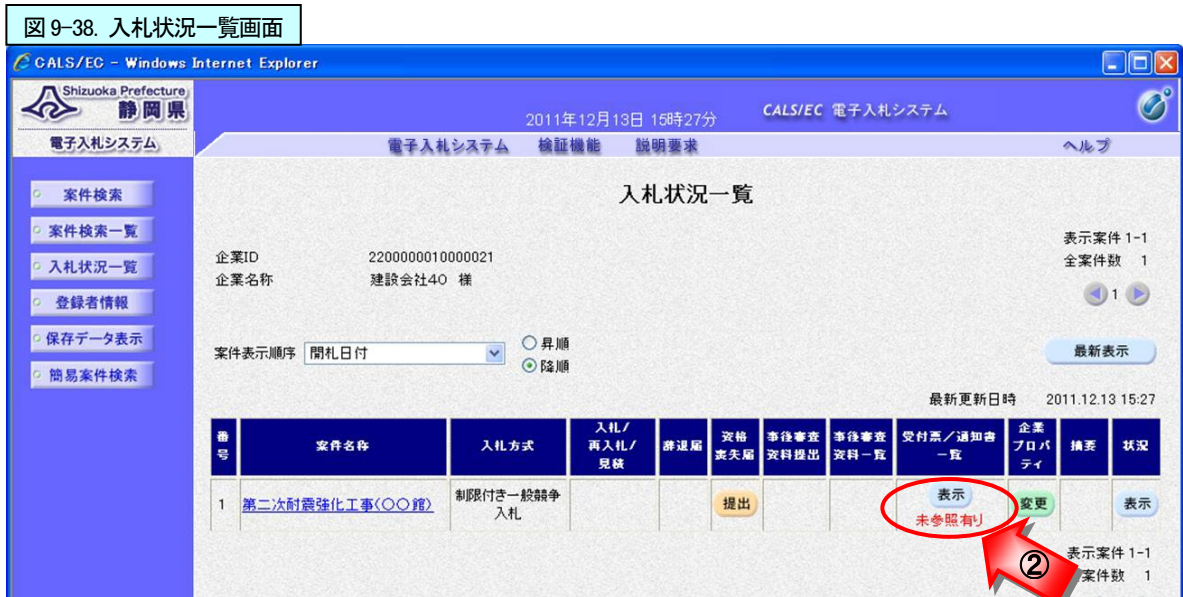 図 9-38. 入札状況一覧画面
CALS/EC - Windows Internet Explorer
Shizuoka Prefecture
静岡県
電子入札システム
2011年12月13日 15時27分
CALS/EC 電子入札システム
電子入札システム 検証機能 説明要求 ヘルプ
案件検索
案件検索一覧
入札状況一覧
登録者情報
保存データ表示
簡易案件検索
入札状況一覧
企業ID 2200000010000021
企業名称 建設会社40 様
表示案件 1-1
全案件数 1
1
案件表示順序 開札日付
昇順
降順
最新表示
最新更新日時 2011.12.13 15:27
番号 案件名称 入札方式 入札/再入札/見積 辞退届 資格喪失届 事後審査資料提出 事後審査資料一覧 受付票/通知書一覧 企業プロパティ 摘要 状況
1 第二次耐震強化工事(〇〇館) 制限付き一般競争入札 提出 表示 未参照有り 変更 表示
②
表示案件 1-1
案件数 1